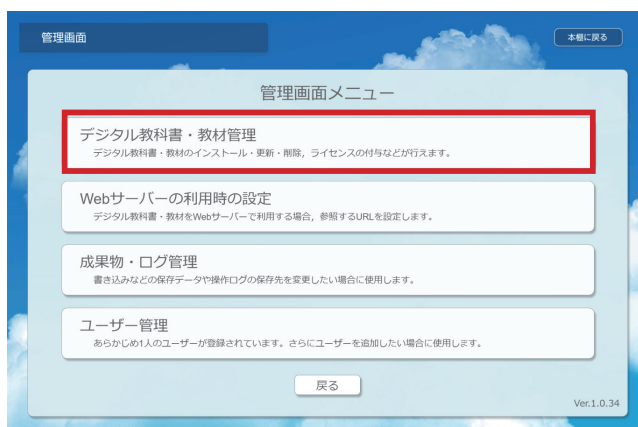 管理画面
本棚に戻る
管理画面メニュー
デジタル教科書・教材管理
デジタル教科書・教材のインストール・更新・削除，ライセンスの付与などが行えます。
Webサーバーの利用時の設定
デジタル教科書・教材をWebサーバーで利用する場合，参照するURLを設定します。
成果物・ログ管理
書き込みなどの保存データや操作ログの保存先を変更したい場合に使用します。
ユーザー管理
あらかじめ1人のユーザーが登録されています。さらにユーザーを追加したい場合に使用します。
戻る
Ver.1.0.34